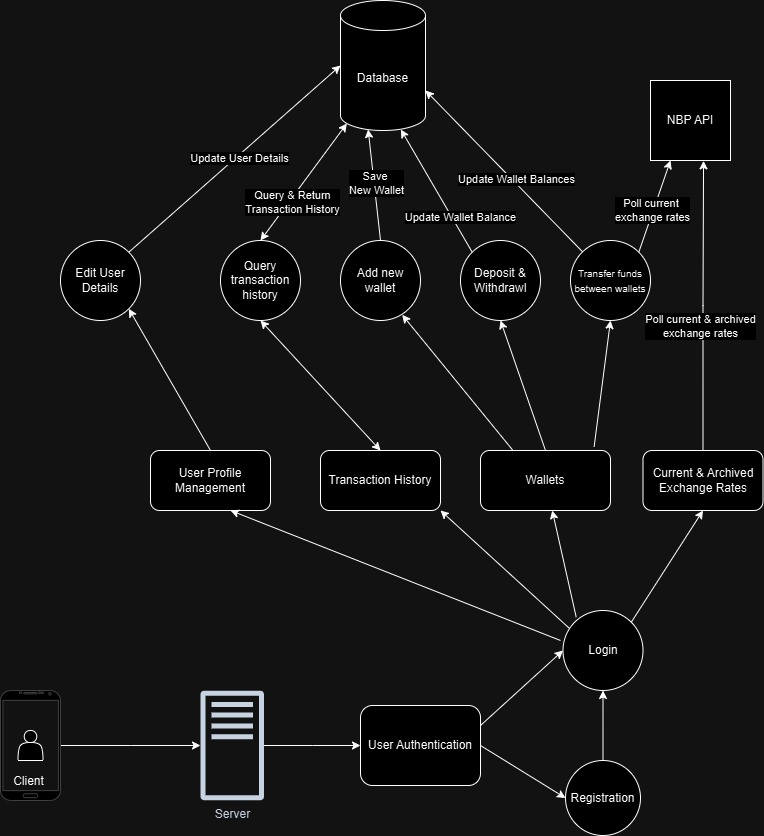 Database
NBP API
Update User Details
Query & Return
Transaction History
Save
New Wallet
Update Wallet Balance
Update Wallet Balances
Poll current
exchange rates
Edit User
Details
Query
transaction
history
Add new
wallet
Deposit &
Withdrawl
Transfer funds
between wallets
Poll current & archived
exchange rates
User Profile
Management
Transaction History
Wallets
Current & Archived
Exchange Rates
Login
User Authentication
Client
Server
Registration